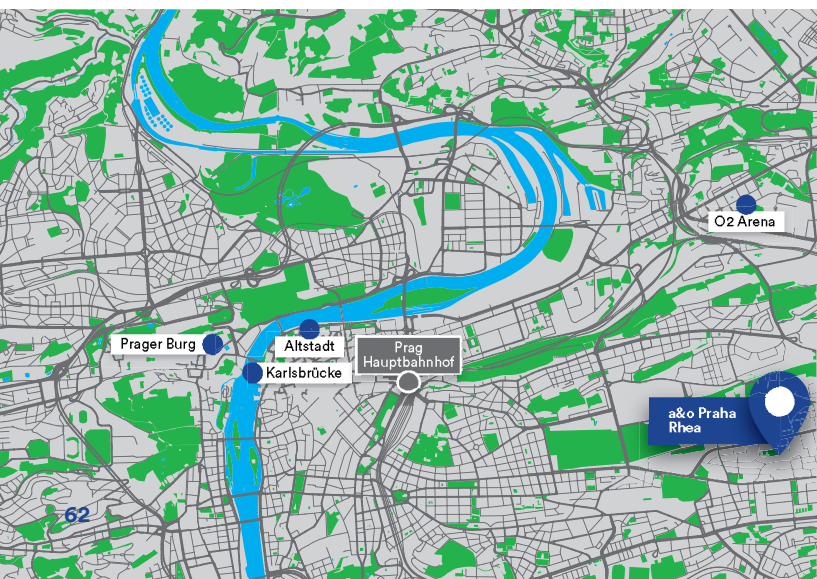 O2 Arena
Prager Burg
Altstadt
Prag
Hauptbahnhof
Karlsbrücke
a&o Praha
Rhea
62